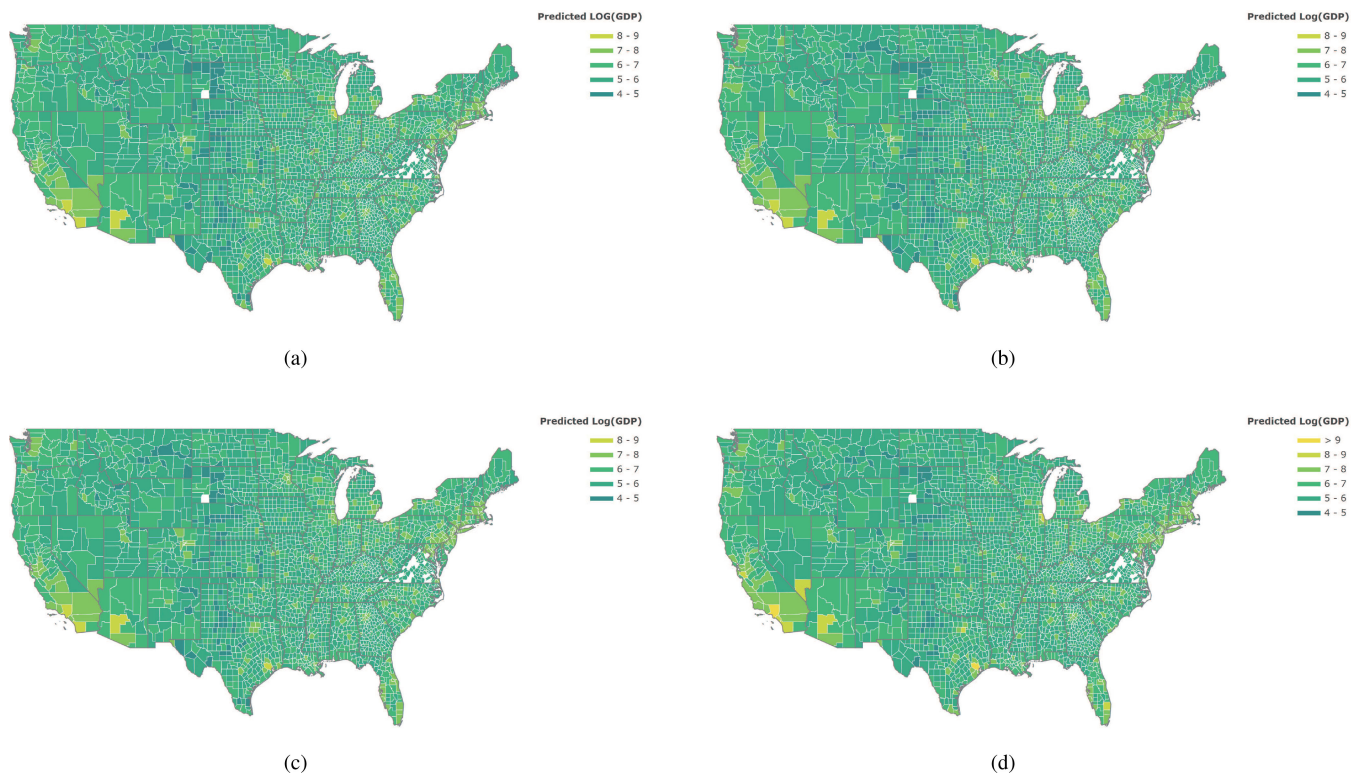 Predicted LOG(GDP)
8 - 9
7 - 8
6 - 7
5 - 6
4 - 5
(a)
Predicted Log(GDP)
8 - 9
7 - 8
6 - 7
5 - 6
4 - 5
(b)
Predicted Log(GDP)
8 - 9
7 - 8
6 - 7
5 - 6
4 - 5
(c)
Predicted Log(GDP)
> 9
8 - 9
7 - 8
6 - 7
5 - 6
4 - 5
(d)